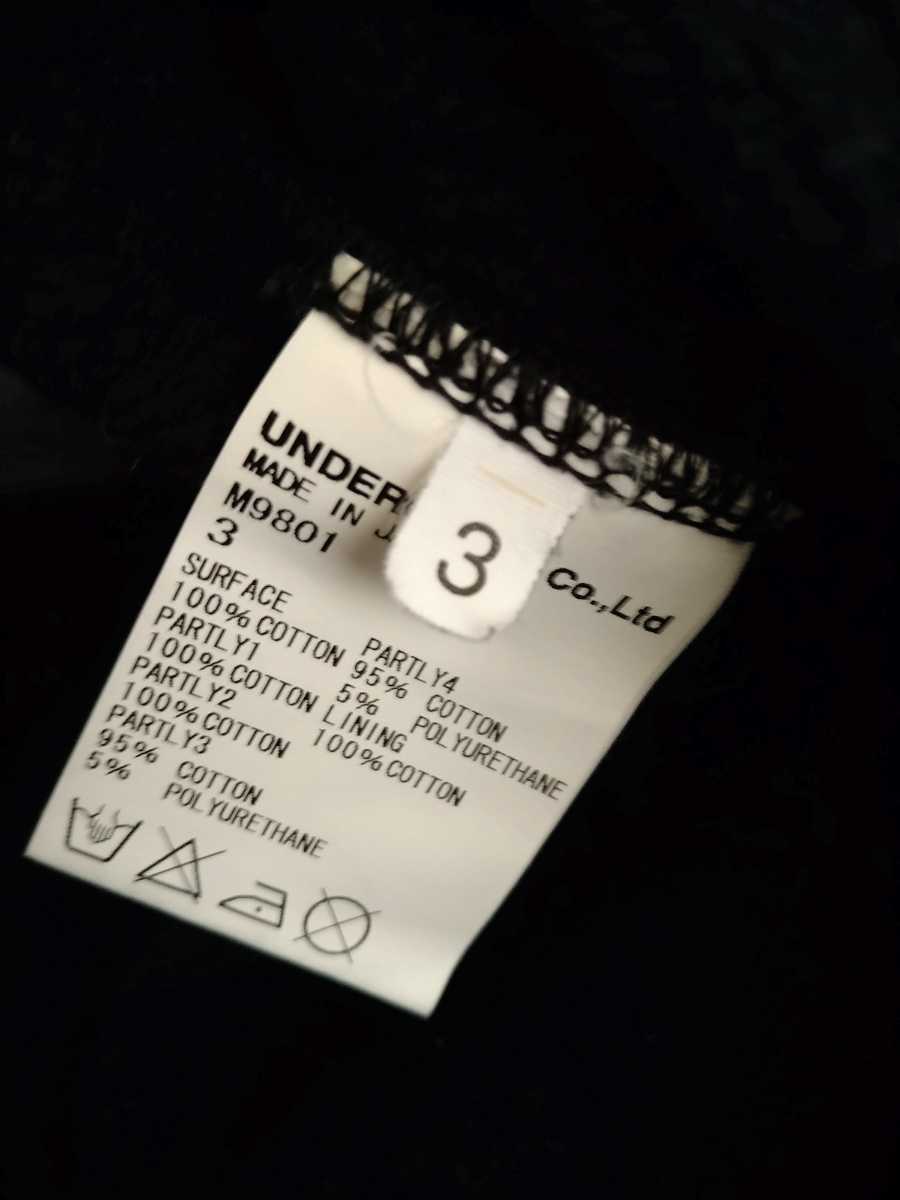 UNDER
Co.,Ltd
MADE IN J
M9801
3
3
SURFACE
100% COTTON
PARTLY1
100% COTTON
PARTLY2
100% COTTON
PARTLY3
95% COTTON
5% POLYURETHANE
PARTLY4
95% COTTON
5% POLYURETHANE
LINING
100% COTTON